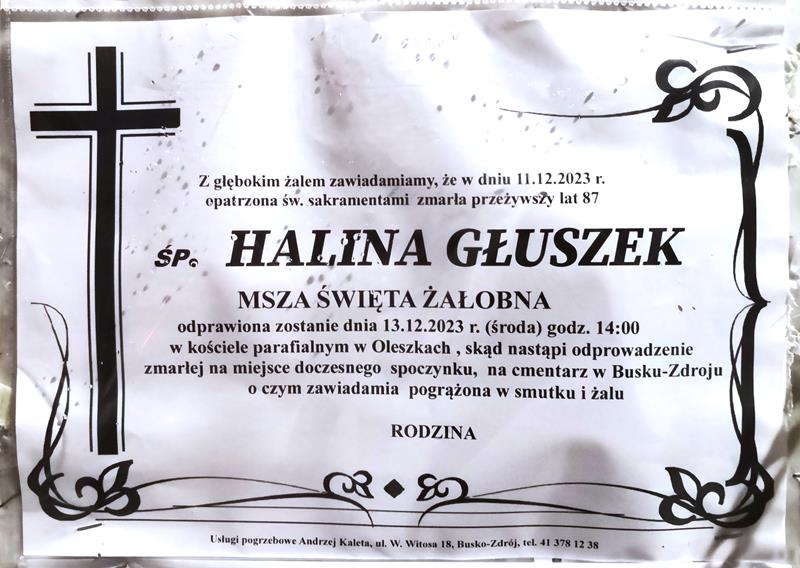 Z głębokim żalem zawiadamiamy, że w dniu 11.12.2023 r.
opatrzona św. sakramentami zmarła przeżywszy lat 87
ŚP. HALINA GŁUSZEK
MSZA ŚWIĘTA ŻAŁOBNA
odprawiona zostanie dnia 13.12.2023 r. (środa) godz. 14:00
w kościele parafialnym w Oleszkach , skąd nastąpi odprowadzenie
zmarłej na miejsce doczesnego spoczynku, na cmentarz w Busku-Zdroju
o czym zawiadamia pogrążona w smutku i żalu
RODZINA
Usługi pogrzebowe Andrzej Kaleta, ul. W. Witosa 18, Busko-Zdrój, tel. 41 378 12 38